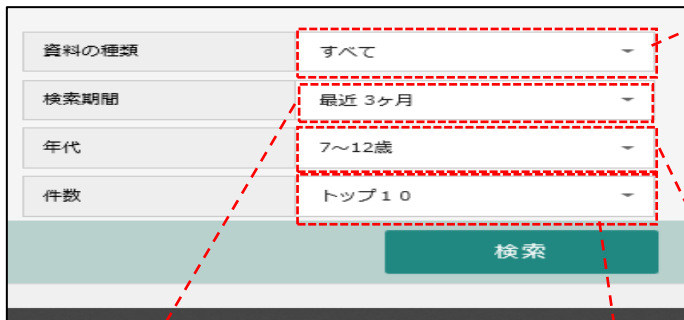 資料の種類 すべて
検索期間 最近 3ヶ月
年代 7～12歳
件数 トップ１０
検索